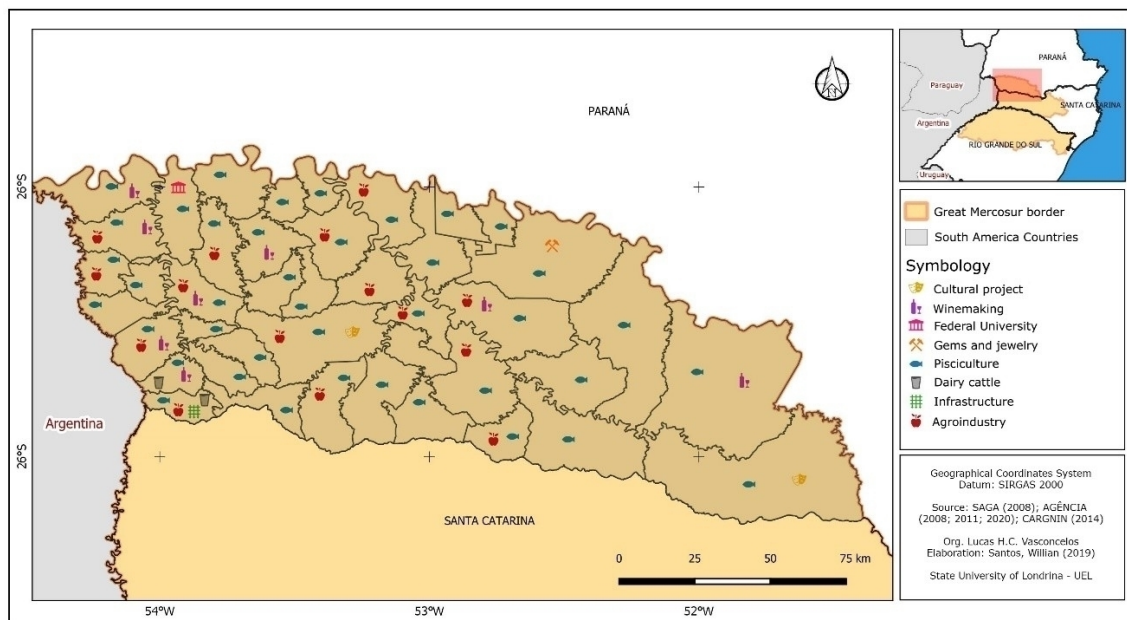 PARANÁ
26°S
26°S
Argentina
SANTA CATARINA
0 25 50 75 km
54°W 53°W 52°W
PARANÁ
Paraguay
SANTA CATARINA
Argentina
RIO GRANDE DO SUL
Uruguay
Great Mercosur border
South America Countries
Symbology
Cultural project
Winemaking
Federal University
Gems and jewelry
Pisciculture
Dairy cattle
Infrastructure
Agroindustry
Geographical Coordinates System
Datum: SIRGAS 2000
Source: SAGA (2008); AGÊNCIA
(2008; 2011; 2020); CARGNIN (2014)
Org. Lucas H.C. Vasconcelos
Elaboration: Santos, Willian (2019)
State University of Londrina - UEL